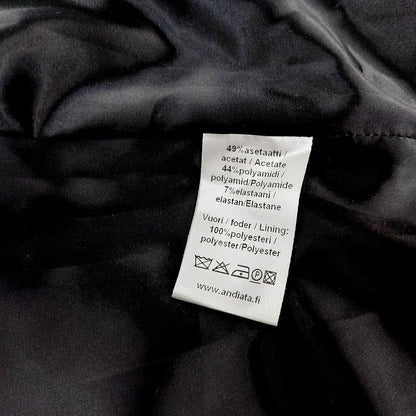 49%asetaatti /
acetat / Acetate
44%polyamidi /
polyamid/Polyamide
7%elastaani /
elastan/Elastane
Vuori / foder / Lining:
100%polyesteri /
polyester/Polyester
www.andiata.fi